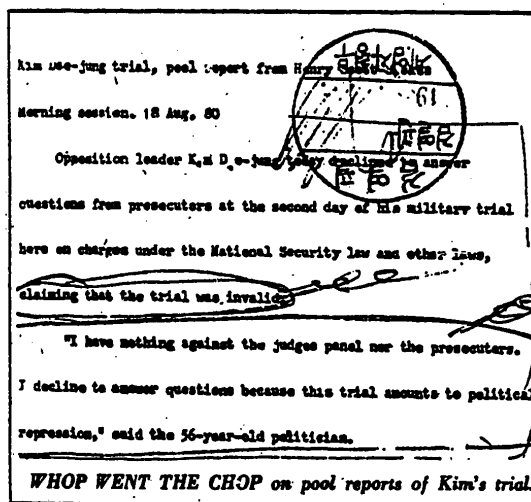 Kim Dae-jung trial, pool report from Henry
Morning session. 18 Aug, 80
Opposition leader Kim Dae-jung today declined to answer
questions from prosecuters at the second day of his military trial
here on charges under the National Security law and other laws,
claiming that the trial was invalid.
"I have nothing against the judges panel nor the prosecuters.
I decline to answer questions because this trial amounts to political
repression," said the 56-year-old politician.
WHOP WENT THE CHOP on pool reports of Kim's trial